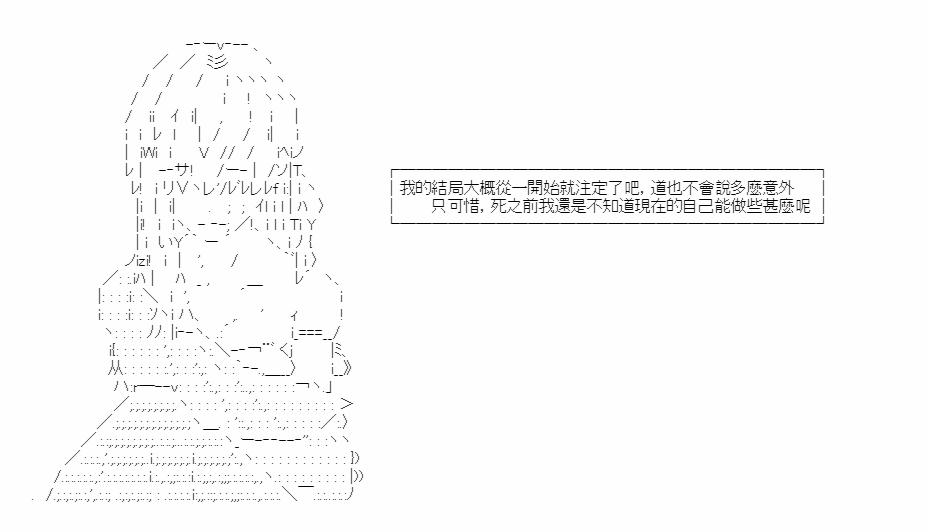 我的結局大概從一開始就注定了吧，道也不會說多麼意外
只可惜，死之前我還是不知道現在的自己能做些甚麼呢